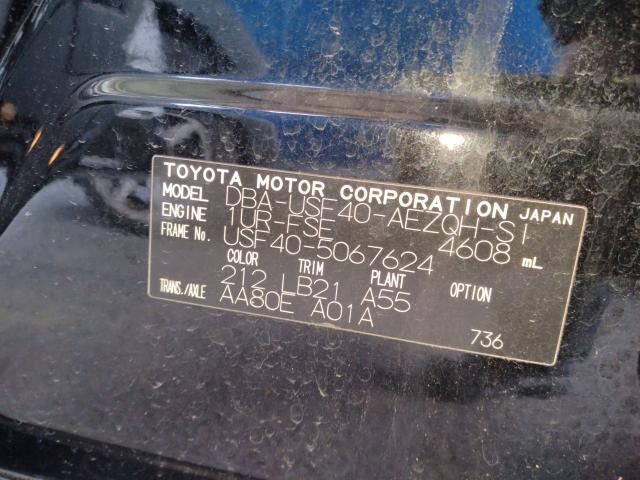 TOYOTA MOTOR CORPORATION JAPAN
MODEL DBA-USF40-AEZQH-SI
ENGINE 1UR-FSE 4608 mL
FRAME No. USF40-5067624
COLOR TRIM PLANT OPTION
212 LB21 A55
TRANS./AXLE AA80E A01A
736